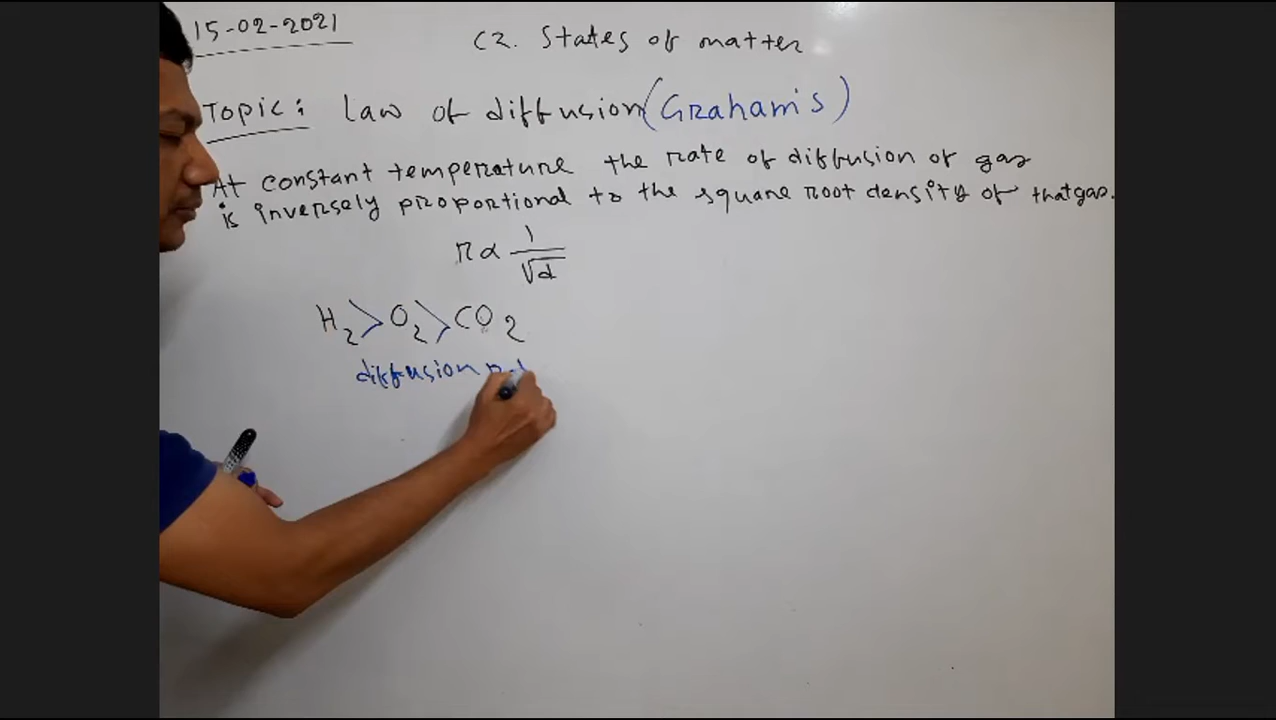 15-02-2021
C2. States of matter
Topic: Law of diffusion (Graham's)
At constant temperature the rate of diffusion of gas
is inversely proportional to the square root density of that gas.
r ∝ 1/√d
H₂ > O₂ > CO₂
diffusion